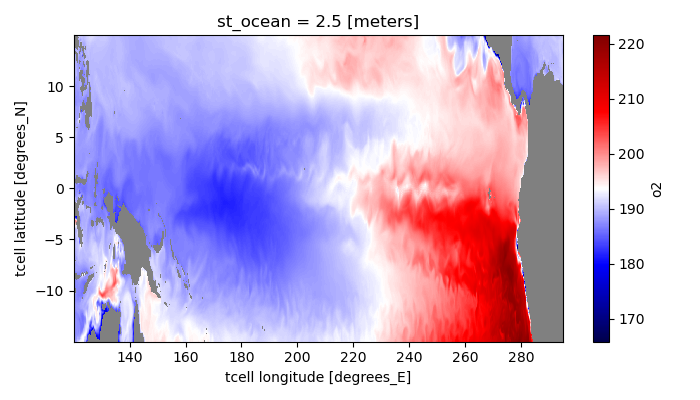 st_ocean = 2.5 [meters]
tcell latitude [degrees_N]
10
5
0
−5
−10
140 160 180 200 220 240 260 280
tcell longitude [degrees_E]
220
210
200
190
180
170
o2